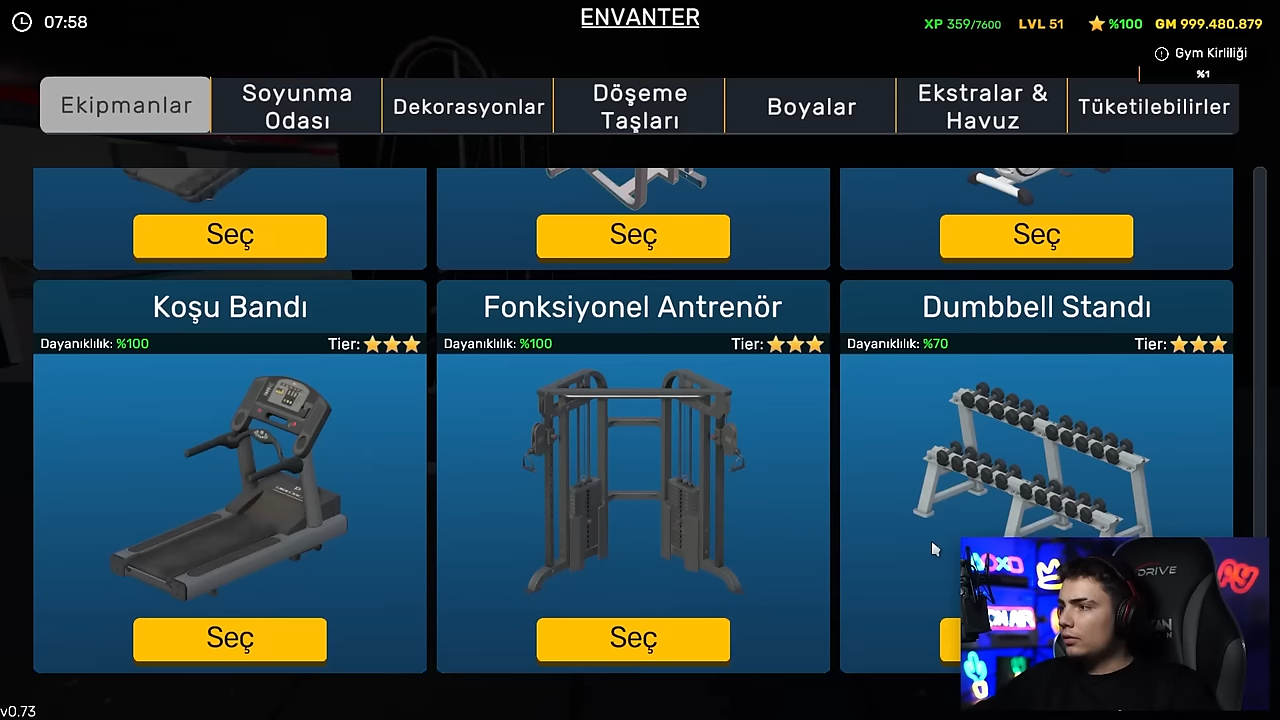 07:58
ENVANTER
XP 359/7600 LVL 51 %100 GM 999.480.879
Gym Kirliliği
%1
Ekipmanlar
Soyunma
Odası
Dekorasyonlar
Döşeme
Taşları
Boyalar
Ekstralar &
Havuz
Tüketilebilirler
Seç
Seç
Seç
Koşu Bandı
Dayanıklılık: %100 Tier:
Seç
Fonksiyonel Antrenör
Dayanıklılık: %100 Tier:
Seç
Dumbbell Standı
Dayanıklılık: %70 Tier:
DRIVE
v0.73